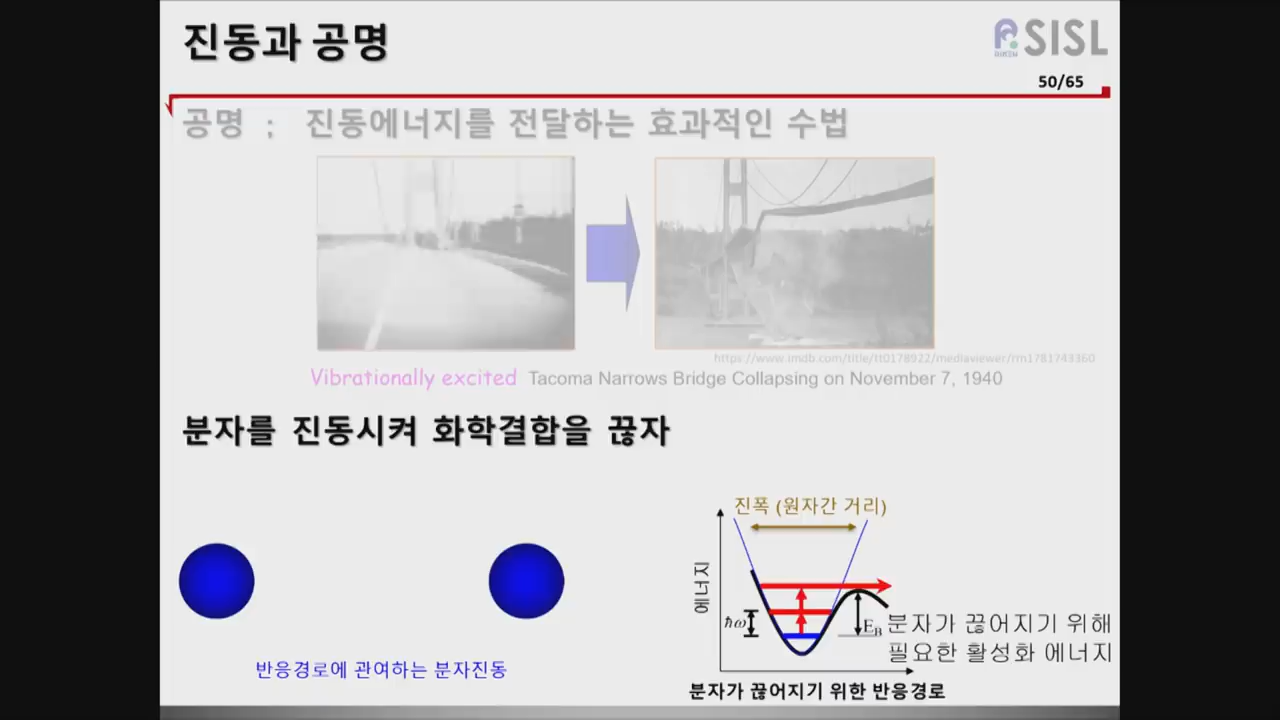 진동과 공명
SISL
RIKEN
50/65
공명 : 진동에너지를 전달하는 효과적인 수법
https://www.imdb.com/title/tt0178922/mediaviewer/rm1781743360
Vibrationally excited Tacoma Narrows Bridge Collapsing on November 7, 1940
분자를 진동시켜 화학결합을 끊자
진폭 (원자간 거리)
에너지
ħω
E_B
분자가 끊어지기 위해
필요한 활성화 에너지
반응경로에 관여하는 분자진동
분자가 끊어지기 위한 반응경로